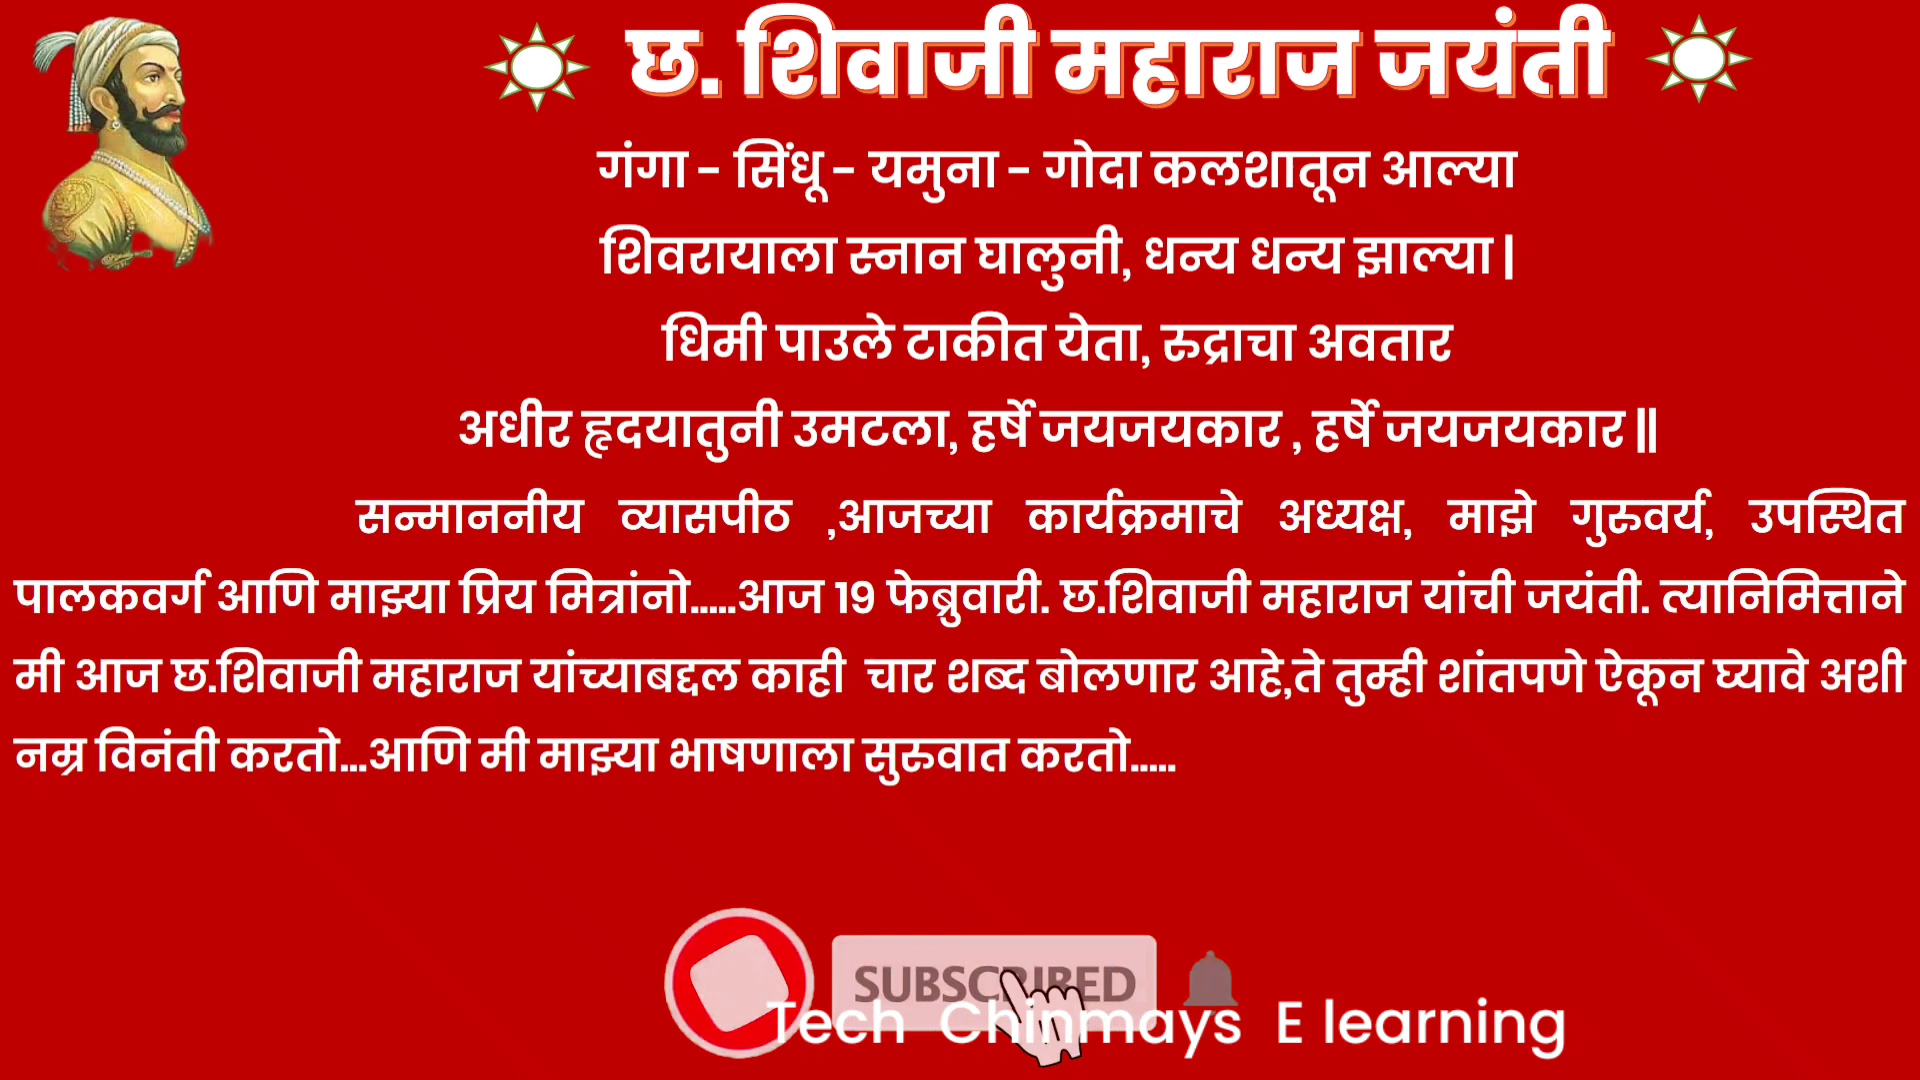 छ. शिवाजी महाराज जयंती
गंगा - सिंधू - यमुना - गोदा कलशातून आल्या
शिवरायाला स्नान घालुनी, धन्य धन्य झाल्या |
धिमी पाउले टाकीत येता, रुद्राचा अवतार
अधीर हृदयातुनी उमटला, हर्षे जयजयकार , हर्षे जयजयकार ||
सन्माननीय व्यासपीठ ,आजच्या कार्यक्रमाचे अध्यक्ष, माझे गुरुवर्य, उपस्थित
पालकवर्ग आणि माझ्या प्रिय मित्रांनो.....आज 19 फेब्रुवारी. छ.शिवाजी महाराज यांची जयंती. त्यानिमित्ताने
मी आज छ.शिवाजी महाराज यांच्याबद्दल काही चार शब्द बोलणार आहे,ते तुम्ही शांतपणे ऐकून घ्यावे अशी
नम्र विनंती करतो...आणि मी माझ्या भाषणाला सुरुवात करतो.....
SUBSCRIBED
Tech Chinmays E learning